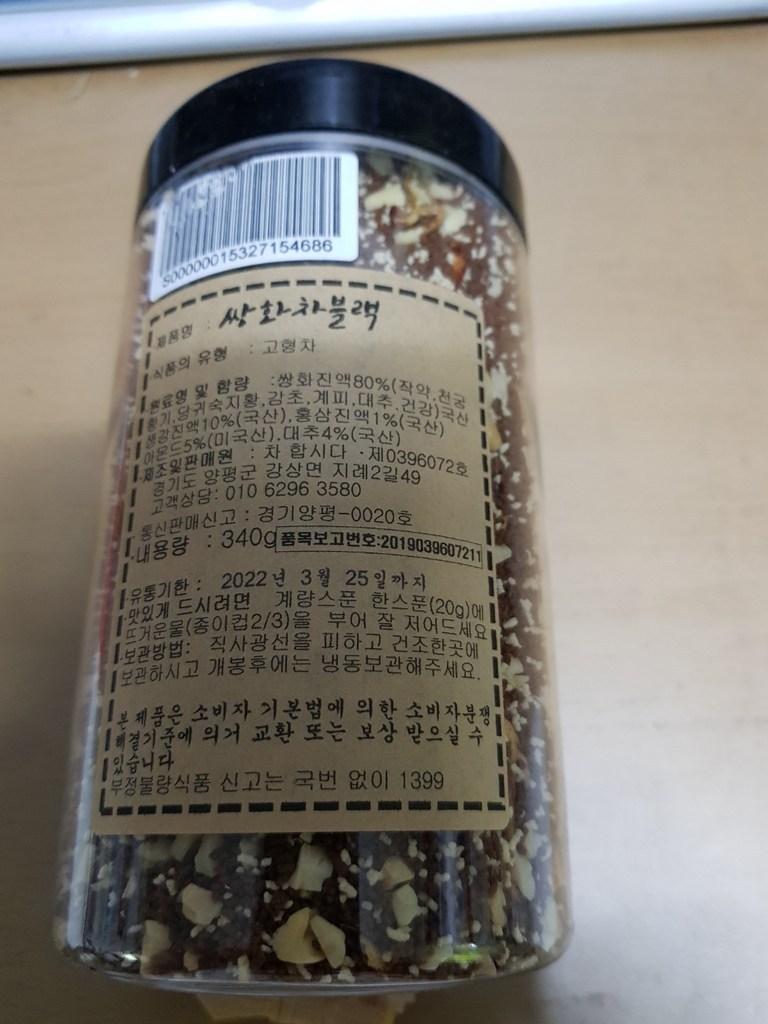 S00000015327154686
제품명 : 쌍화차블랙
식품의 유형 : 고형차
원료명 및 함량 :쌍화진액80%(작약,천궁
황기,당귀숙지황,감초,계피,대추.건강)국산
생강진액10%(국산),홍삼진액1%(국산)
아몬드5%(미국산).대추4%(국산)
제조및판매원 : 차 합시다 ·제0396072호
경기도 양평군 강상면 지례2길49
고객상담: 010 6296 3580
통신판매신고 : 경기양평-0020호
내용량 : 340g 품목보고번호:2019039607211
유통기한 : 2022년 3월 25일까지
맛있게 드시려면 계량스푼 한스푼(20g)에
뜨거운물(종이컵2/3)을 부어 잘 저어드세요
보관방법: 직사광선을 피하고 건조한곳에
보관하시고 개봉후에는 냉동보관해주세요.
본 제품은 소비자 기본법에 의한 소비자분쟁
해결기준에 의거 교환 또는 보상 받으실 수
있습니다
부정불량식품 신고는 국번 없이 1399